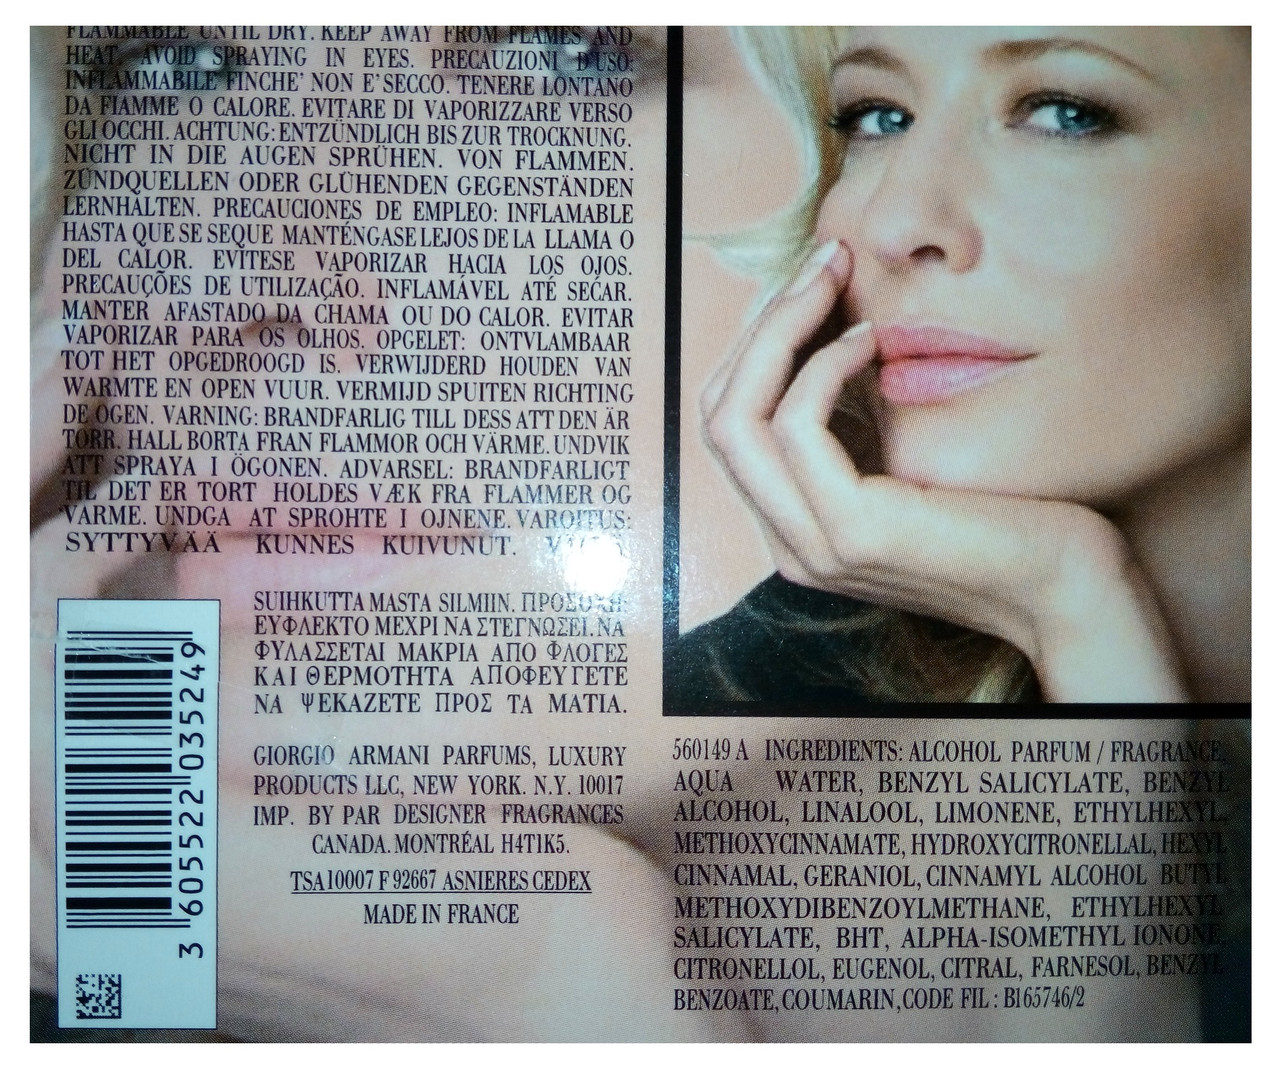 FLAMMABLE UNTIL DRY. KEEP AWAY FROM FLAMES AND
HEAT. AVOID SPRAYING IN EYES. PRECAUZIONI D'USO:
INFLAMMABILE FINCHE' NON E' SECCO. TENERE LONTANO
DA FIAMME O CALORE. EVITARE DI VAPORIZZARE VERSO
GLI OCCHI. ACHTUNG: ENTZÜNDLICH BIS ZUR TROCKNUNG.
NICHT IN DIE AUGEN SPRÜHEN. VON FLAMMEN.
ZÜNDQUELLEN ODER GLÜHENDEN GEGENSTÄNDEN
LERNHALTEN. PRECAUCIONES DE EMPLEO: INFLAMABLE
HASTA QUE SE SEQUE MANTÉNGASE LEJOS DE LA LLAMA O
DEL CALOR. EVÍTESE VAPORIZAR HACIA LOS OJOS.
PRECAUÇÕES DE UTILIZAÇÃO. INFLAMÁVEL ATÉ SEĆAR.
MANTER AFASTADO DA CHAMA OU DO CALOR. EVITAR
VAPORIZAR PARA OS OLHOS. OPGELET: ONTVLAMBAAR
TOT HET OPGEDROOGD IS. VERWIJDERD HOUDEN VAN
WARMTE EN OPEN VUUR. VERMIJD SPUITEN RICHTING
DE OGEN. VARNING: BRANDFARLIG TILL DESS ATT DEN ÄR
TORR. HALL BORTA FRAN FLAMMOR OCH VÄRME. UNDVIK
ATT SPRAYA I ÖGONEN. ADVARSEL: BRANDFARLIGT
TIL DET ER TORT HOLDES VÆK FRA FLAMMER OG
VARME. UNDGA AT SPROHTE I OJNENE. VAROITUS:
SYTTYVÄÄ KUNNES KUIVUNUT.
SUIHKUTTA MASTA SILMIIN. ΠΡΟΣΟΧΗ:
ΕΥΦΛΕΚΤΟ ΜΕΧΡΙ ΝΑ ΣΤΕΓΝΩΣΕΙ. ΝΑ
ΦΥΛΑΣΣΕΤΑΙ ΜΑΚΡΙΑ ΑΠΟ ΦΛΟΓΕΣ
ΚΑΙ ΘΕΡΜΟΤΗΤΑ ΑΠΟΦΕΥΓΕΤΕ
ΝΑ ΨΕΚΑΖΕΤΕ ΠΡΟΣ ΤΑ ΜΑΤΙΑ.
GIORGIO ARMANI PARFUMS, LUXURY
PRODUCTS LLC, NEW YORK. N.Y. 10017
IMP. BY PAR DESIGNER FRAGRANCES
CANADA. MONTRÉAL H4T1K5.
TSA 10007 F 92667 ASNIERES CEDEX
MADE IN FRANCE
3 605522 035249
560149 A INGREDIENTS: ALCOHOL PARFUM / FRAGRANCE,
AQUA WATER, BENZYL SALICYLATE, BENZYL
ALCOHOL, LINALOOL, LIMONENE, ETHYLHEXYL,
METHOXYCINNAMATE, HYDROXYCITRONELLAL, HEXYL
CINNAMAL, GERANIOL, CINNAMYL ALCOHOL BUTYL
METHOXYDIBENZOYLMETHANE, ETHYLHEXYL
SALICYLATE, BHT, ALPHA-ISOMETHYL IONONE,
CITRONELLOL, EUGENOL, CITRAL, FARNESOL, BENZYL
BENZOATE, COUMARIN, CODE FIL : B165746/2